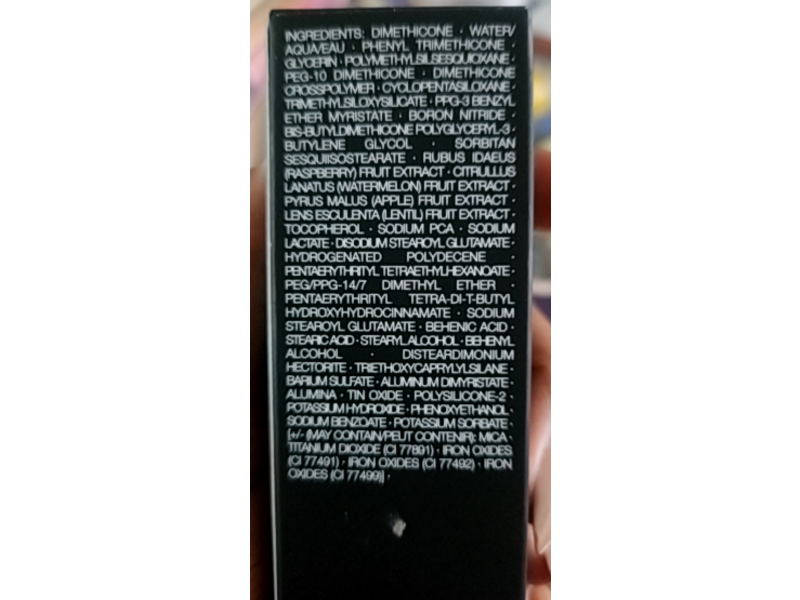 INGREDIENTS: DIMETHICONE · WATER/
AQUA/EAU · PHENYL TRIMETHICONE ·
GLYCERIN · POLYMETHYLSILSESQUIOXANE ·
PEG-10 DIMETHICONE · DIMETHICONE
CROSSPOLYMER · CYCLOPENTASILOXANE ·
TRIMETHYLSILOXYSILICATE · PPG-3 BENZYL
ETHER MYRISTATE · BORON NITRIDE ·
BIS-BUTYLDIMETHICONE POLYGLYCERYL-3 ·
BUTYLENE GLYCOL · SORBITAN
SESQUIISOSTEARATE · RUBUS IDAEUS
(RASPBERRY) FRUIT EXTRACT · CITRULLUS
LANATUS (WATERMELON) FRUIT EXTRACT ·
PYRUS MALUS (APPLE) FRUIT EXTRACT ·
LENS ESCULENTA (LENTIL) FRUIT EXTRACT ·
TOCOPHEROL · SODIUM PCA · SODIUM
LACTATE · DISODIUM STEAROYL GLUTAMATE ·
HYDROGENATED POLYDECENE ·
PENTAERYTHRITYL TETRAETHYLHEXANOATE ·
PEG/PPG-14/7 DIMETHYL ETHER ·
PENTAERYTHRITYL TETRA-DI-T-BUTYL
HYDROXYHYDROCINNAMATE · SODIUM
STEAROYL GLUTAMATE · BEHENIC ACID ·
STEARIC ACID · STEARYL ALCOHOL · BEHENYL
ALCOHOL · DISTEARDIMONIUM
HECTORITE · TRIETHOXYCAPRYLYLSILANE ·
BARIUM SULFATE · ALUMINUM DIMYRISTATE ·
ALUMINA · TIN OXIDE · POLYSILICONE-2 ·
POTASSIUM HYDROXIDE · PHENOXYETHANOL ·
SODIUM BENZOATE · POTASSIUM SORBATE
[+/- (MAY CONTAIN/PEUT CONTENIR): MICA ·
TITANIUM DIOXIDE (CI 77891) · IRON OXIDES
(CI 77491) · IRON OXIDES (CI 77492) · IRON
OXIDES (CI 77499)] ·